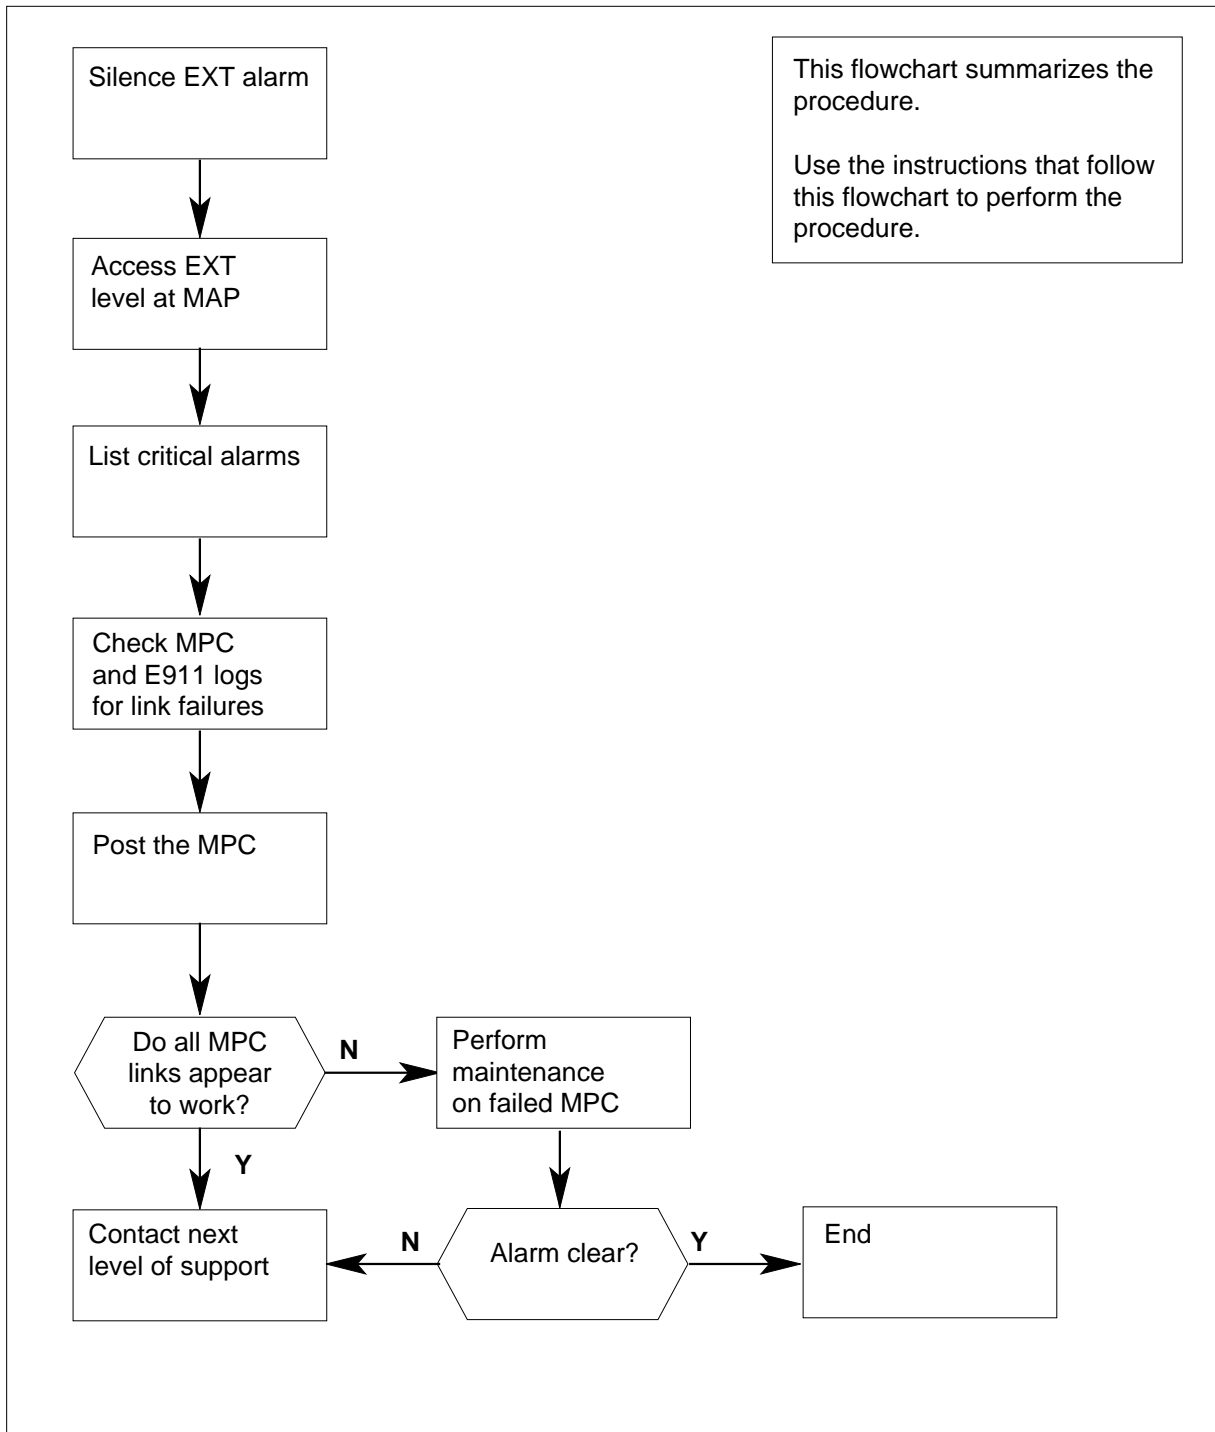 Silence EXT alarm
This flowchart summarizes the
procedure.
Use the instructions that follow
this flowchart to perform the
procedure.
Access EXT
level at MAP
List critical alarms
Check MPC
and E911 logs
for link failures
Post the MPC
Do all MPC
links appear
to work?
N
Perform
maintenance
on failed MPC
Y
Contact next
level of support
N
Alarm clear?
Y
End